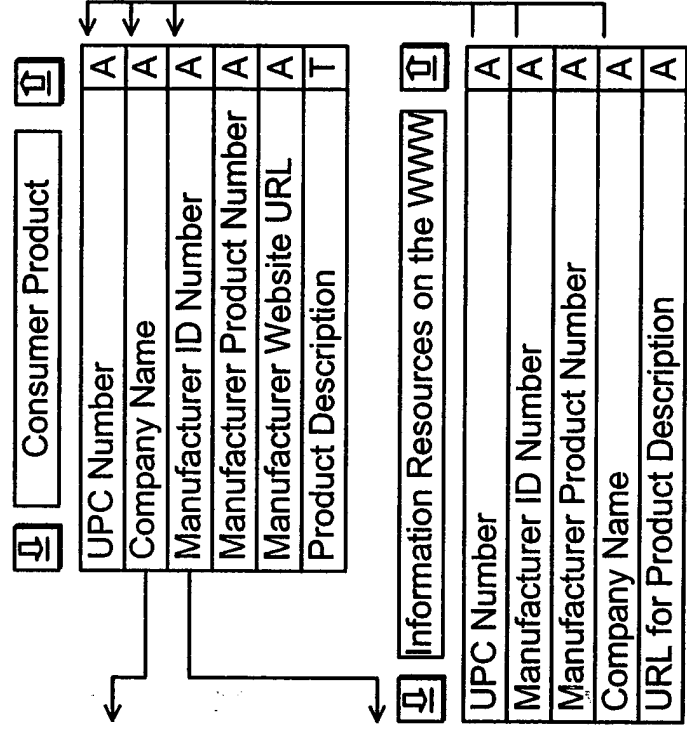 Consumer Product
UPC Number A
Company Name A
Manufacturer ID Number A
Manufacturer Product Number A
Manufacturer Website URL A
Product Description T
Information Resources on the WWW
UPC Number A
Manufacturer ID Number A
Manufacturer Product Number A
Company Name A
URL for Product Description A